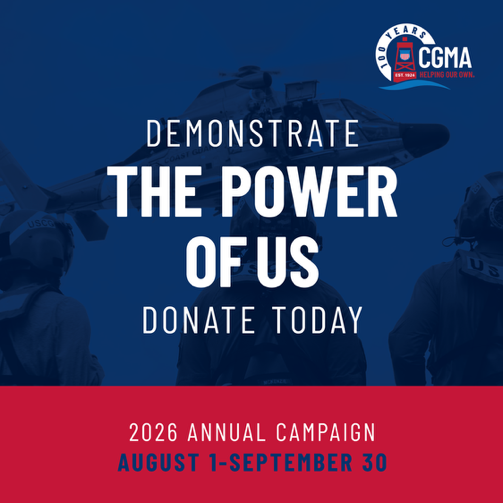 100 YEARS
CGMA
EST. 1924
HELPING OUR OWN.
DEMONSTRATE
THE POWER
OF US
DONATE TODAY
2026 ANNUAL CAMPAIGN
AUGUST 1-SEPTEMBER 30